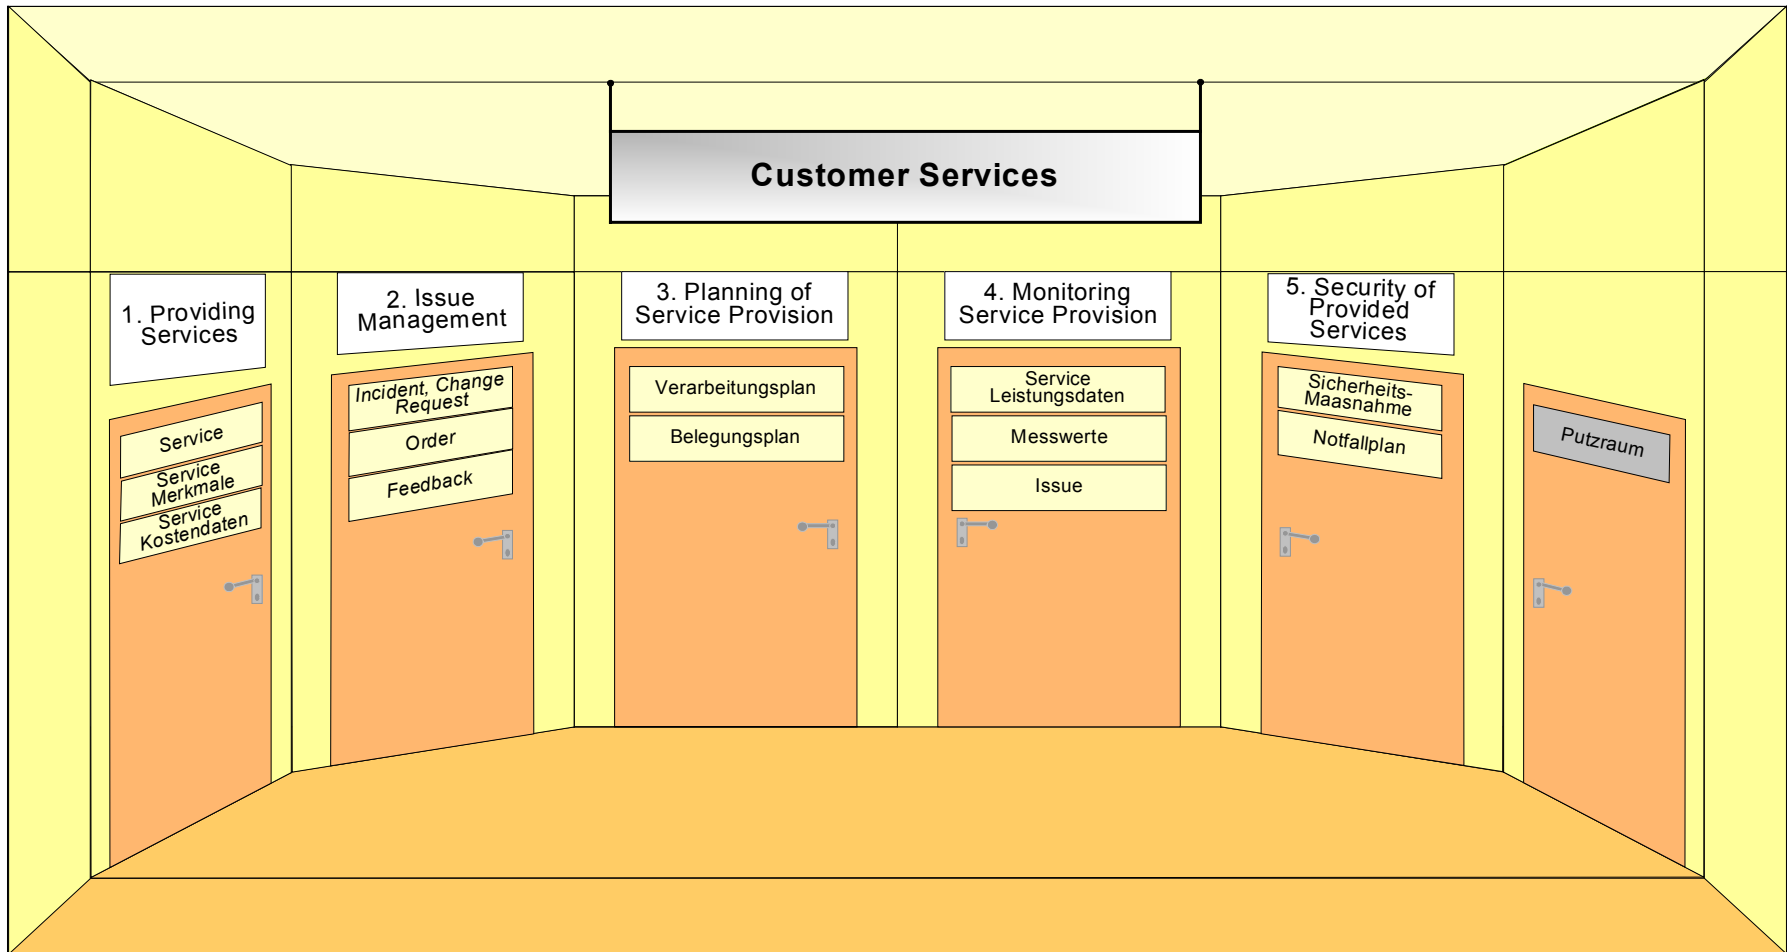 Customer Services
1. Providing
Services
2. Issue
Management
3. Planning of
Service Provision
4. Monitoring
Service Provision
5. Security of
Provided
Services
Service
Service
Merkmale
Service
Kostendaten
Incident, Change
Request
Order
Feedback
Verarbeitungsplan
Belegungsplan
Service
Leistungsdaten
Messwerte
Issue
Sicherheits-
Maasnahme
Notfallplan
Putzraum